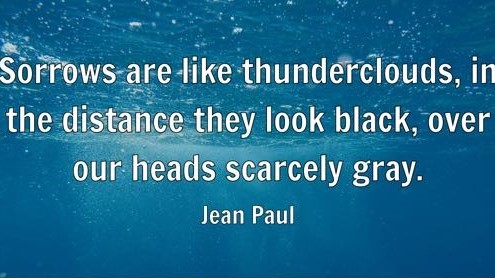 Sorrows are like thunderclouds, in
the distance they look black, over
our heads scarcely gray.
Jean Paul